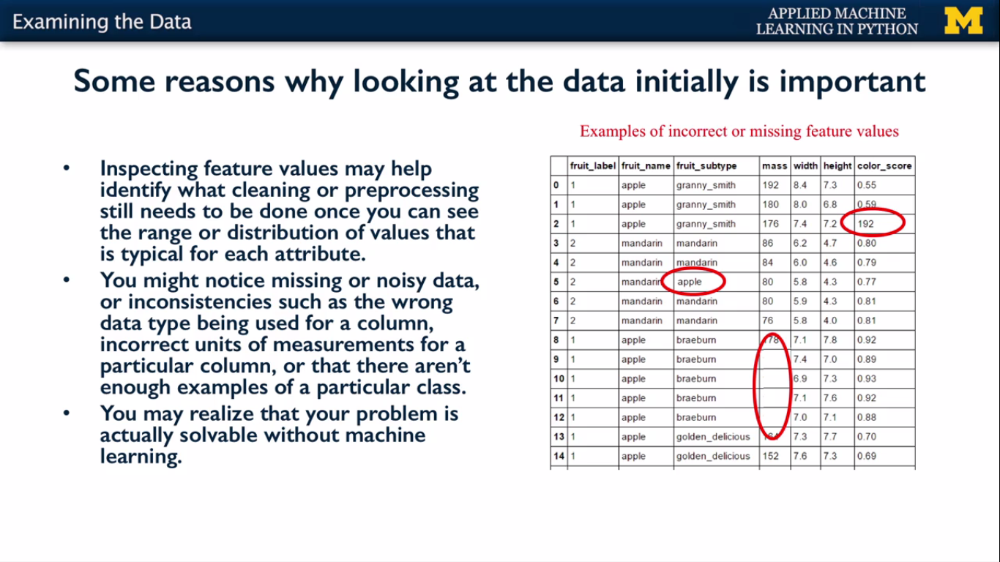 Examining the Data
APPLIED MACHINE
LEARNING IN PYTHON
M
Some reasons why looking at the data initially is important
Examples of incorrect or missing feature values
• Inspecting feature values may help
identify what cleaning or preprocessing
still needs to be done once you can see
the range or distribution of values that
is typical for each attribute.
• You might notice missing or noisy data,
or inconsistencies such as the wrong
data type being used for a column,
incorrect units of measurements for a
particular column, or that there aren't
enough examples of a particular class.
• You may realize that your problem is
actually solvable without machine
learning.
fruit_label fruit_name fruit_subtype mass width height color_score
0 1 apple granny_smith 192 8.4 7.3 0.55
1 1 apple granny_smith 180 8.0 6.8 0.59
2 1 apple granny_smith 176 7.4 7.2 192
3 2 mandarin mandarin 86 6.2 4.7 0.80
4 2 mandarin mandarin 84 6.0 4.6 0.79
5 2 mandarin apple 80 5.8 4.3 0.77
6 2 mandarin mandarin 80 5.9 4.3 0.81
7 2 mandarin mandarin 76 5.8 4.0 0.81
8 1 apple braeburn 178 7.1 7.8 0.92
9 1 apple braeburn 7.4 7.0 0.89
10 1 apple braeburn 6.9 7.3 0.93
11 1 apple braeburn 7.1 7.6 0.92
12 1 apple braeburn 7.0 7.1 0.88
13 1 apple golden_delicious 164 7.3 7.7 0.70
14 1 apple golden_delicious 152 7.6 7.3 0.69